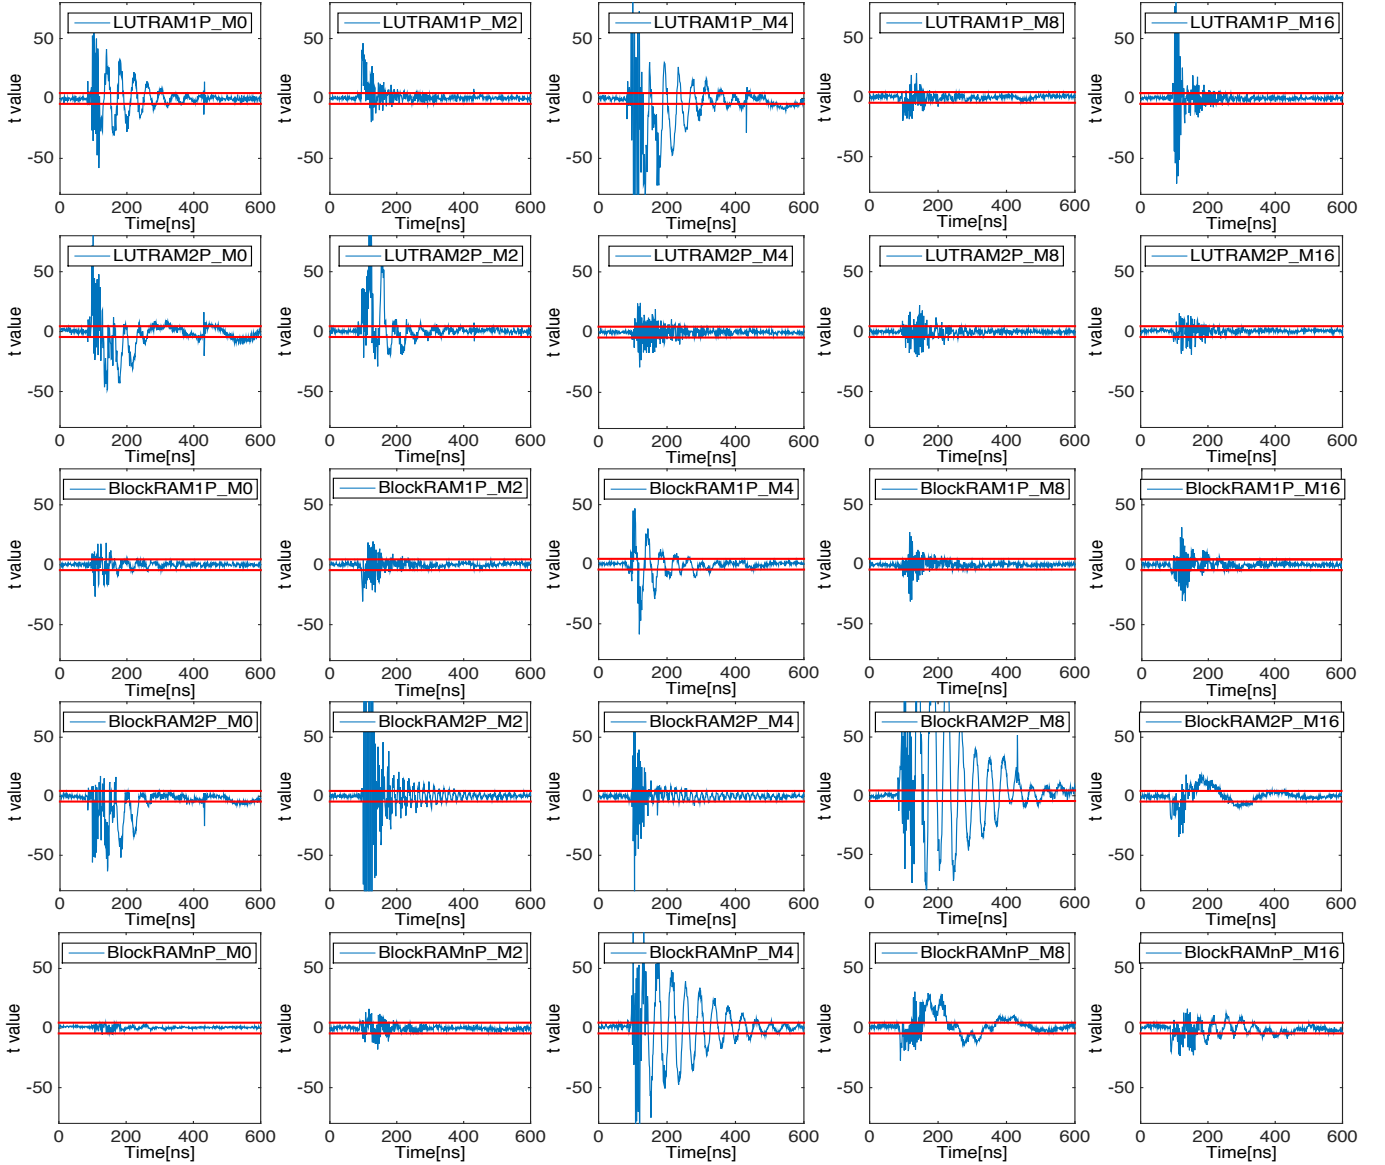 LUTRAM1P_M0 LUTRAM1P_M2 LUTRAM1P_M4 LUTRAM1P_M8 LUTRAM1P_M16
50 50 50 50 50
t value t value t value t value t value
0 0 0 0 0
-50 -50 -50 -50 -50
0 200 400 600 0 200 400 600 0 200 400 600 0 200 400 600 0 200 400 600
Time[ns] Time[ns] Time[ns] Time[ns] Time[ns]
LUTRAM2P_M0 LUTRAM2P_M2 LUTRAM2P_M4 LUTRAM2P_M8 LUTRAM2P_M16
50 50 50 50 50
t value t value t value t value t value
0 0 0 0 0
-50 -50 -50 -50 -50
0 200 400 600 0 200 400 600 0 200 400 600 0 200 400 600 0 200 400 600
Time[ns] Time[ns] Time[ns] Time[ns] Time[ns]
BlockRAM1P_M0 BlockRAM1P_M2 BlockRAM1P_M4 BlockRAM1P_M8 BlockRAM1P_M16
50 50 50 50 50
t value t value t value t value t value
0 0 0 0 0
-50 -50 -50 -50 -50
0 200 400 600 0 200 400 600 0 200 400 600 0 200 400 600 0 200 400 600
Time[ns] Time[ns] Time[ns] Time[ns] Time[ns]
BlockRAM2P_M0 BlockRAM2P_M2 BlockRAM2P_M4 BlockRAM2P_M8 BlockRAM2P_M16
50 50 50 50 50
t value t value t value t value t value
0 0 0 0 0
-50 -50 -50 -50 -50
0 200 400 600 0 200 400 600 0 200 400 600 0 200 400 600 0 200 400 600
Time[ns] Time[ns] Time[ns] Time[ns] Time[ns]
BlockRAMnP_M0 BlockRAMnP_M2 BlockRAMnP_M4 BlockRAMnP_M8 BlockRAMnP_M16
50 50 50 50 50
t value t value t value t value t value
0 0 0 0 0
-50 -50 -50 -50 -50
0 200 400 600 0 200 400 600 0 200 400 600 0 200 400 600 0 200 400 600
Time[ns] Time[ns] Time[ns] Time[ns] Time[ns]